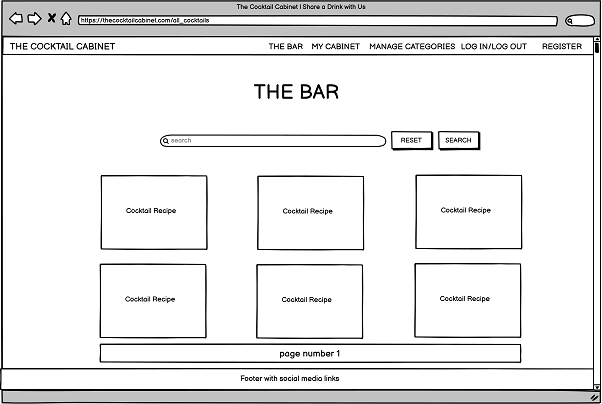 The Cocktail Cabinet | Share a Drink with Us
https://thecocktailcabinet.com/all_cocktails
THE COCKTAIL CABINET THE BAR MY CABINET MANAGE CATEGORIES LOG IN/LOG OUT REGISTER
THE BAR
search RESET SEARCH
Cocktail Recipe Cocktail Recipe Cocktail Recipe
Cocktail Recipe Cocktail Recipe Cocktail Recipe
page number 1
Footer with social media links